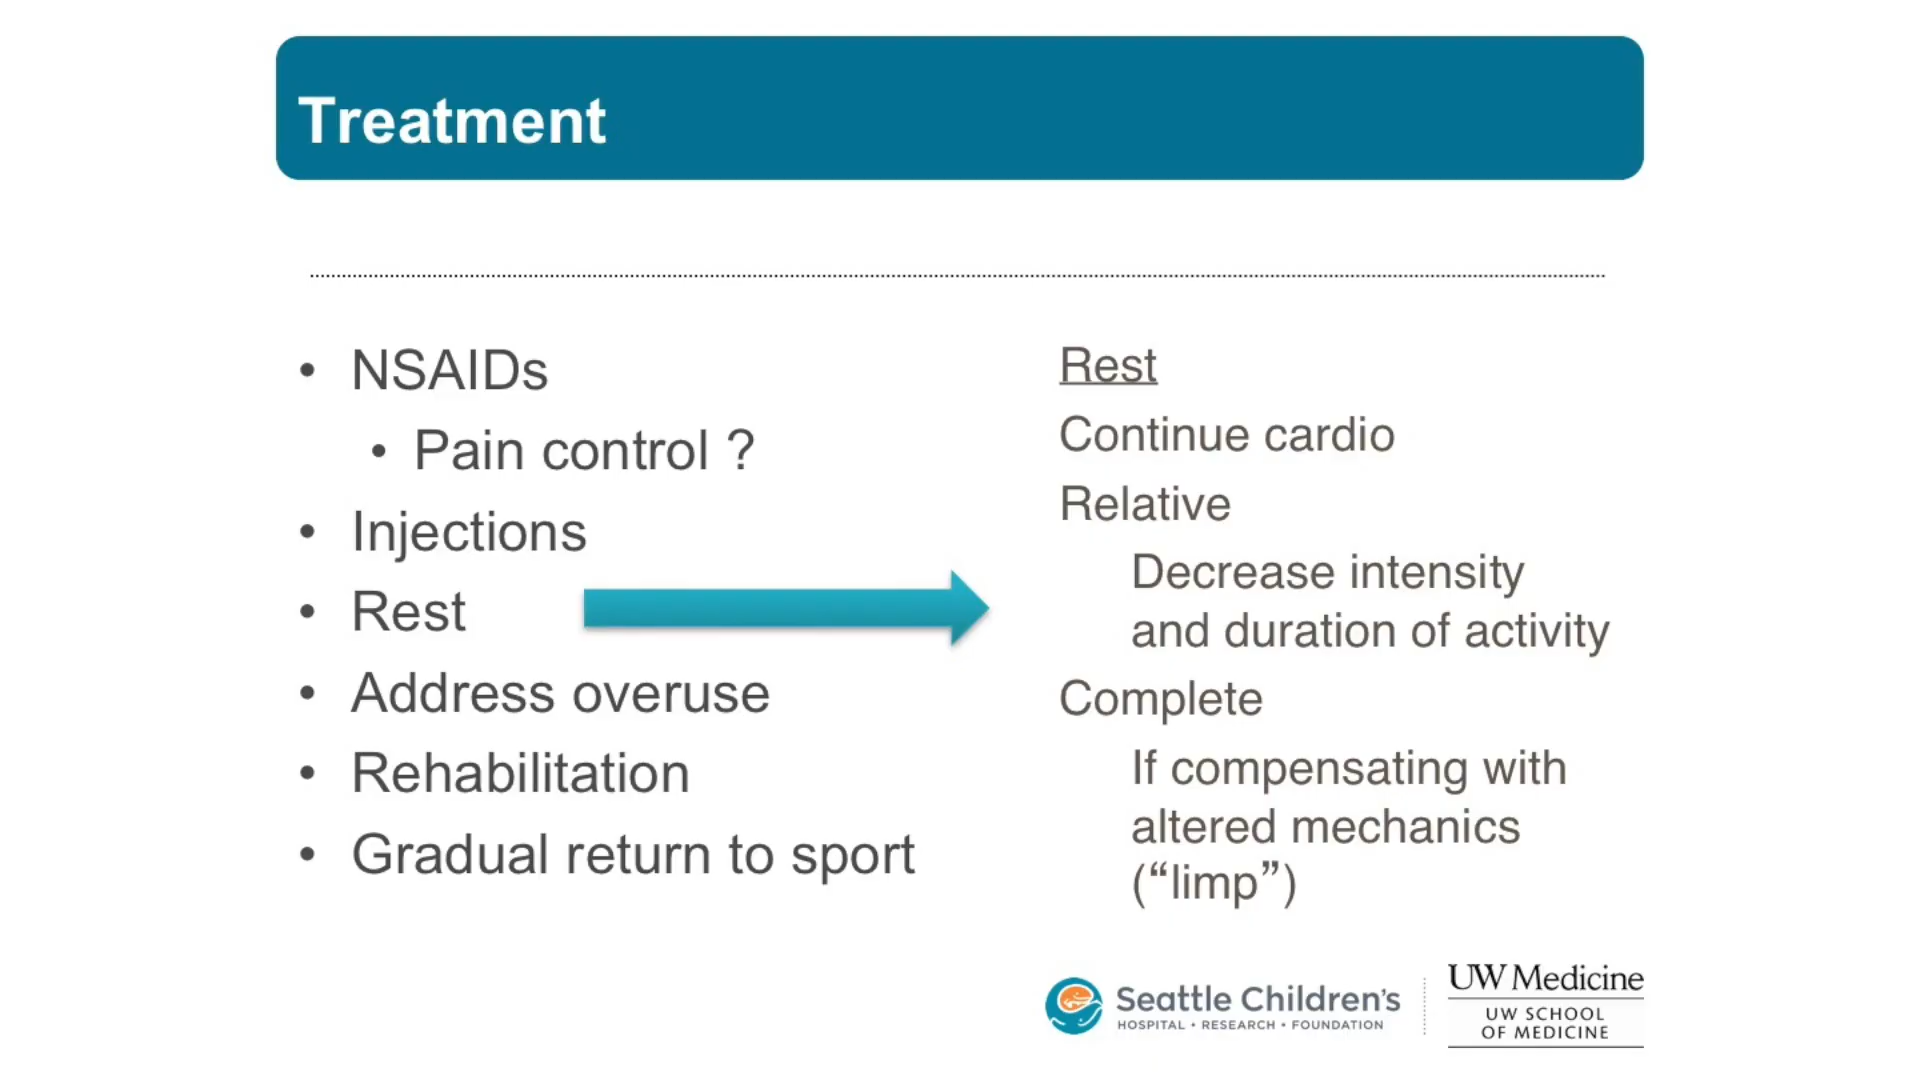 Treatment
• NSAIDs
• Pain control ?
• Injections
• Rest
• Address overuse
• Rehabilitation
• Gradual return to sport
Rest
Continue cardio
Relative
Decrease intensity
and duration of activity
Complete
If compensating with
altered mechanics
(“limp”)
Seattle Children’s
HOSPITAL • RESEARCH • FOUNDATION
UW Medicine
UW SCHOOL
OF MEDICINE